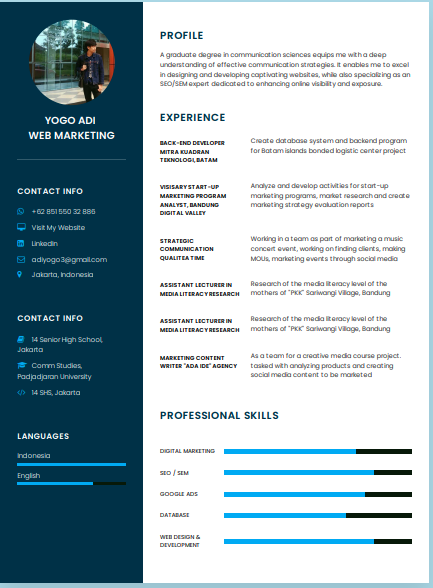 YOGO ADI
WEB MARKETING
CONTACT INFO
+62 851 550 32 886
Visit My Website
LinkedIn
adiyogo3@gmail.com
Jakarta, Indonesia
CONTACT INFO
14 Senior High School,
Jakarta
Comm Studies,
Padjadjaran University
14 SHS, Jakarta
LANGUAGES
Indonesia
English
PROFILE
A graduate degree in communication sciences equips me with a deep
understanding of effective communication strategies. It enables me to excel
in designing and developing captivating websites, while also specializing as an
SEO/SEM expert dedicated to enhancing online visibility and exposure.
EXPERIENCE
BACK-END DEVELOPER
MITRA KUADRAN
TEKNOLOGI, BATAM
Create database system and backend program
for Batam islands bonded logistic center project
VISISARY START-UP
MARKETING PROGRAM
ANALYST, BANDUNG
DIGITAL VALLEY
Analyze and develop activities for start-up
marketing programs, market research and create
marketing strategy evaluation reports
STRATEGIC
COMMUNICATION
QUALITEA TIME
Working in a team as part of marketing a music
concert event, working on finding clients, making
MOUs, marketing events through social media
ASSISTANT LECTURER IN
MEDIA LITERACY RESEARCH
Research of the media literacy level of the
mothers of "PKK" Sariwangi Village, Bandung
ASSISTANT LECTURER IN
MEDIA LITERACY RESEARCH
Research of the media literacy level of the
mothers of "PKK" Sariwangi Village, Bandung
MARKETING CONTENT
WRITER "ADA IDE" AGENCY
As a team for a creative media course project.
tasked with analyzing products and creating
social media content to be marketed
PROFESSIONAL SKILLS
DIGITAL MARKETING
SEO / SEM
GOOGLE ADS
DATABASE
WEB DESIGN &
DEVELOPMENT